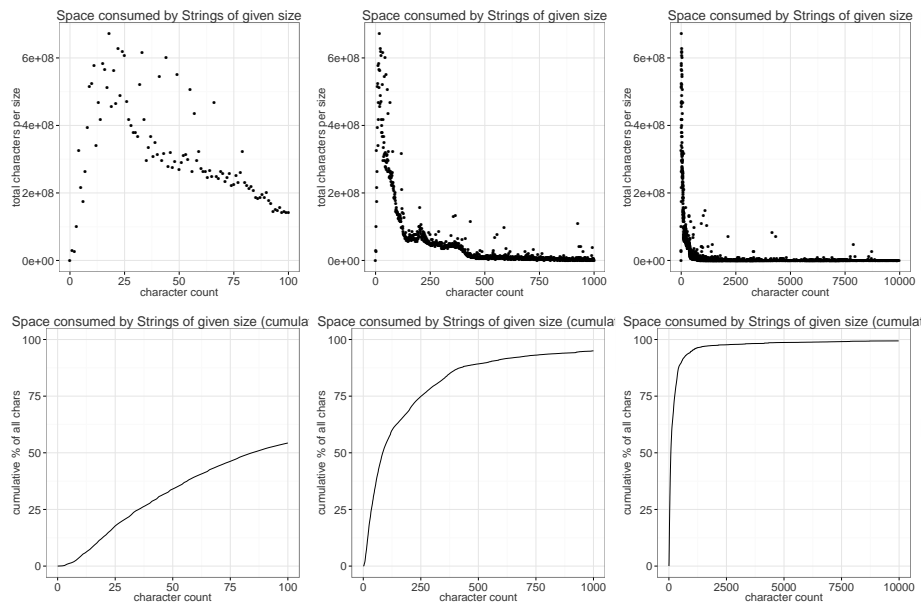 Space consumed by Strings of given size
total characters per size
6e+08
4e+08
2e+08
0e+00
0 25 50 75 100
character count
Space consumed by Strings of given size
total characters per size
6e+08
4e+08
2e+08
0e+00
0 250 500 750 1000
character count
Space consumed by Strings of given size
total characters per size
6e+08
4e+08
2e+08
0e+00
0 2500 5000 7500 10000
character count
Space consumed by Strings of given size (cumulat
cumulative % of all chars
100
75
50
25
0
0 25 50 75 100
character count
Space consumed by Strings of given size (cumulat
cumulative % of all chars
100
75
50
25
0
0 250 500 750 1000
character count
Space consumed by Strings of given size (cumulat
cumulative % of all chars
100
75
50
25
0
0 2500 5000 7500 10000
character count